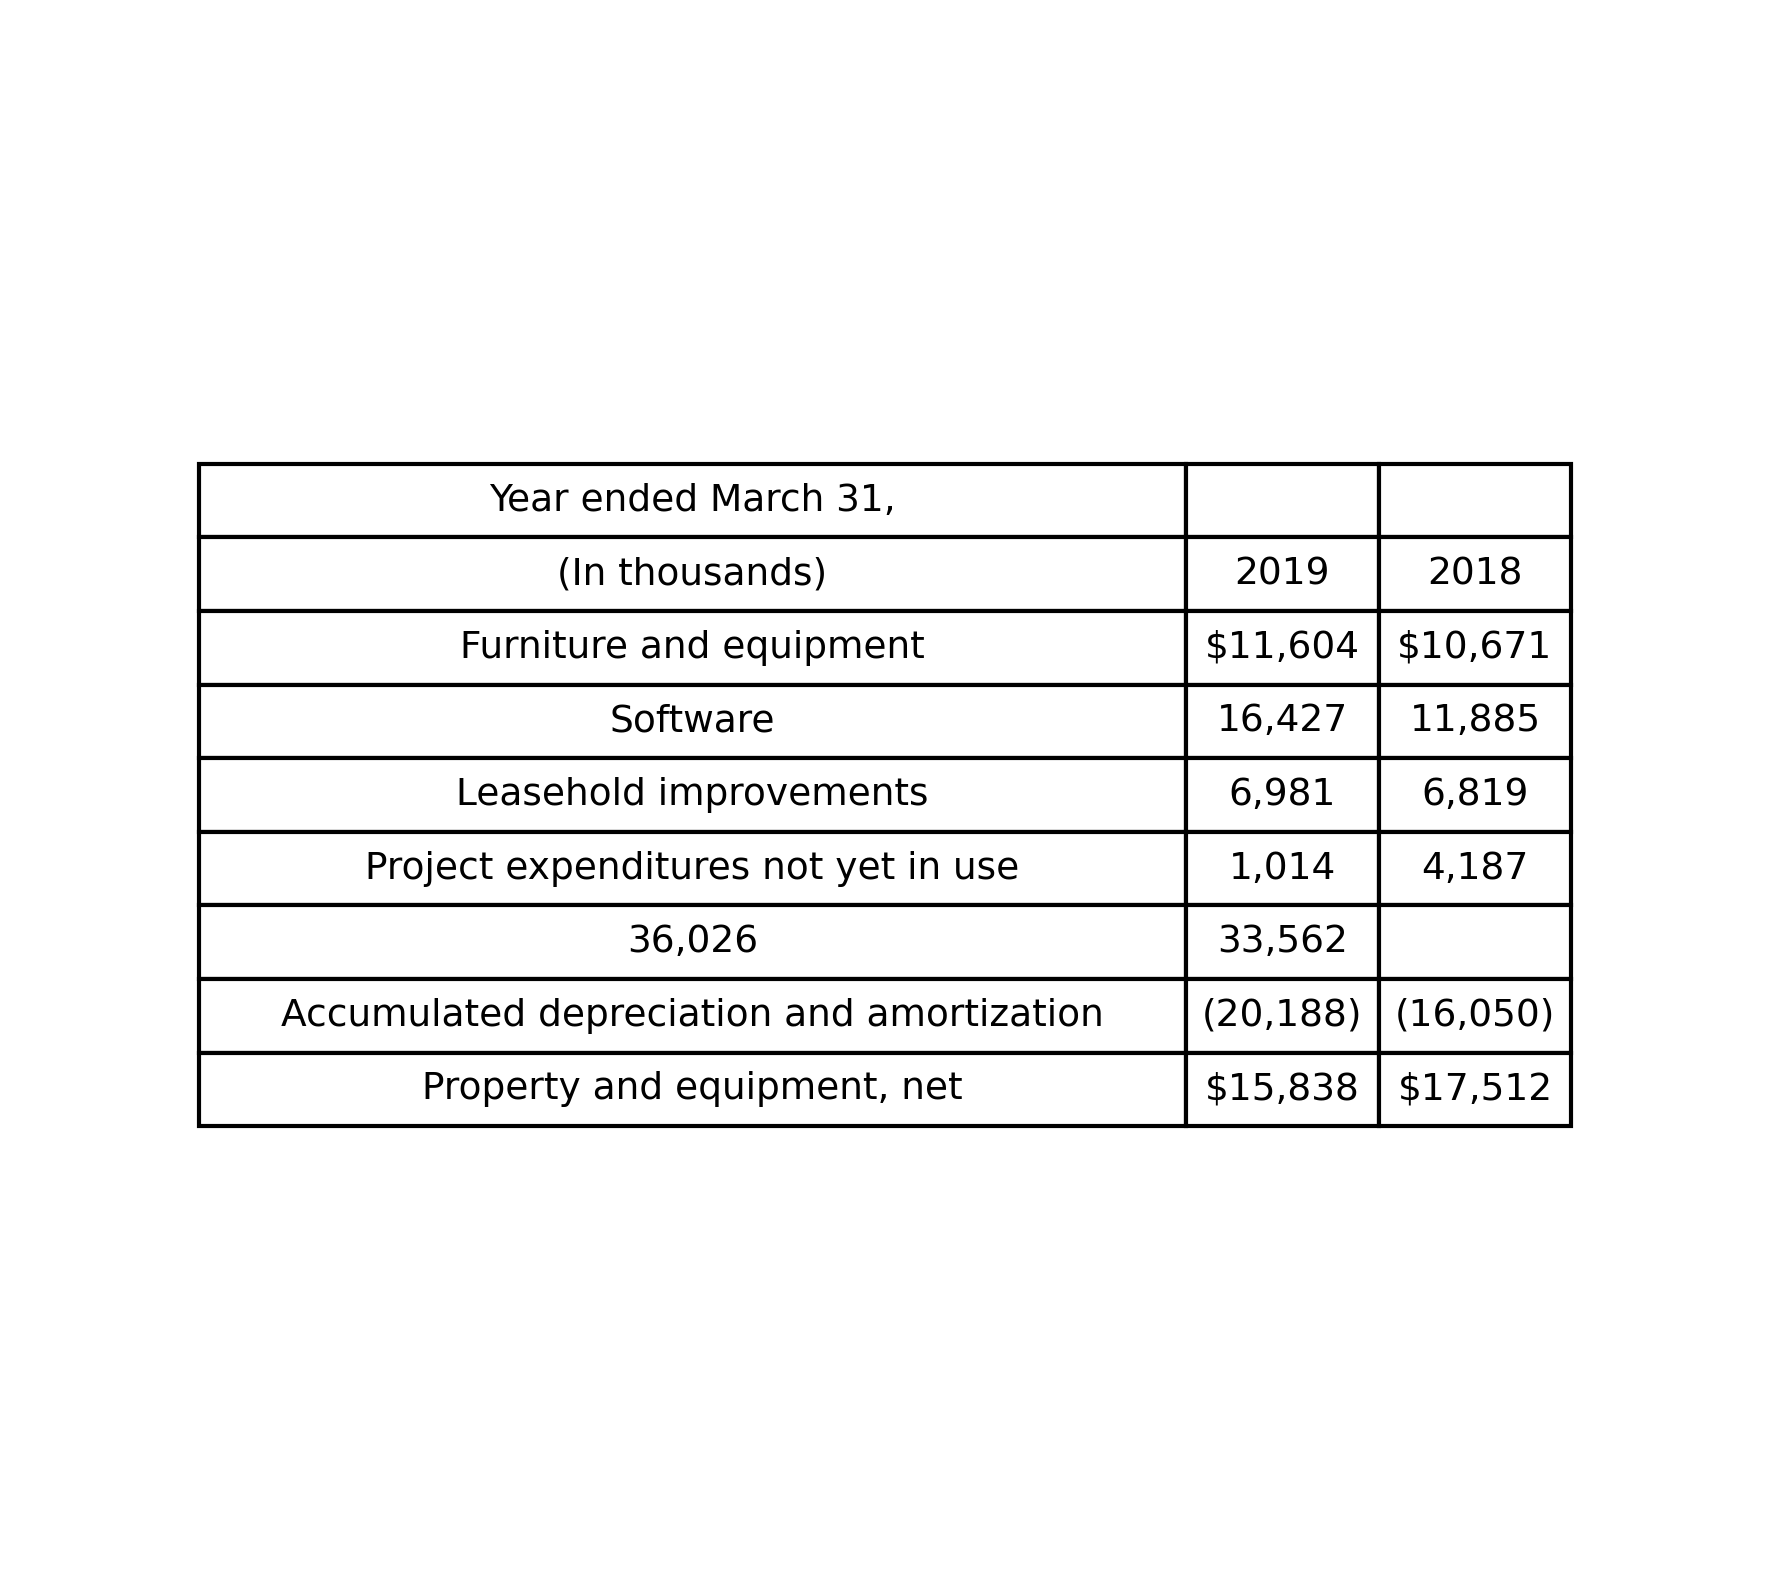 Year ended March 31,
(In thousands) 2019 2018
Furniture and equipment $11,604 $10,671
Software 16,427 11,885
Leasehold improvements 6,981 6,819
Project expenditures not yet in use 1,014 4,187
36,026 33,562
Accumulated depreciation and amortization (20,188) (16,050)
Property and equipment, net $15,838 $17,512